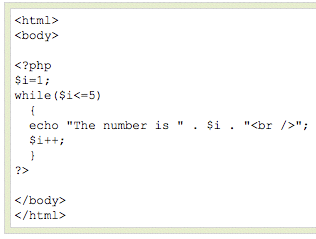 <html>
<body>
<?php
$i=1;
while($i<=5)
{
echo "The number is " . $i . "<br />";
$i++;
}
?>
</body>
</html>